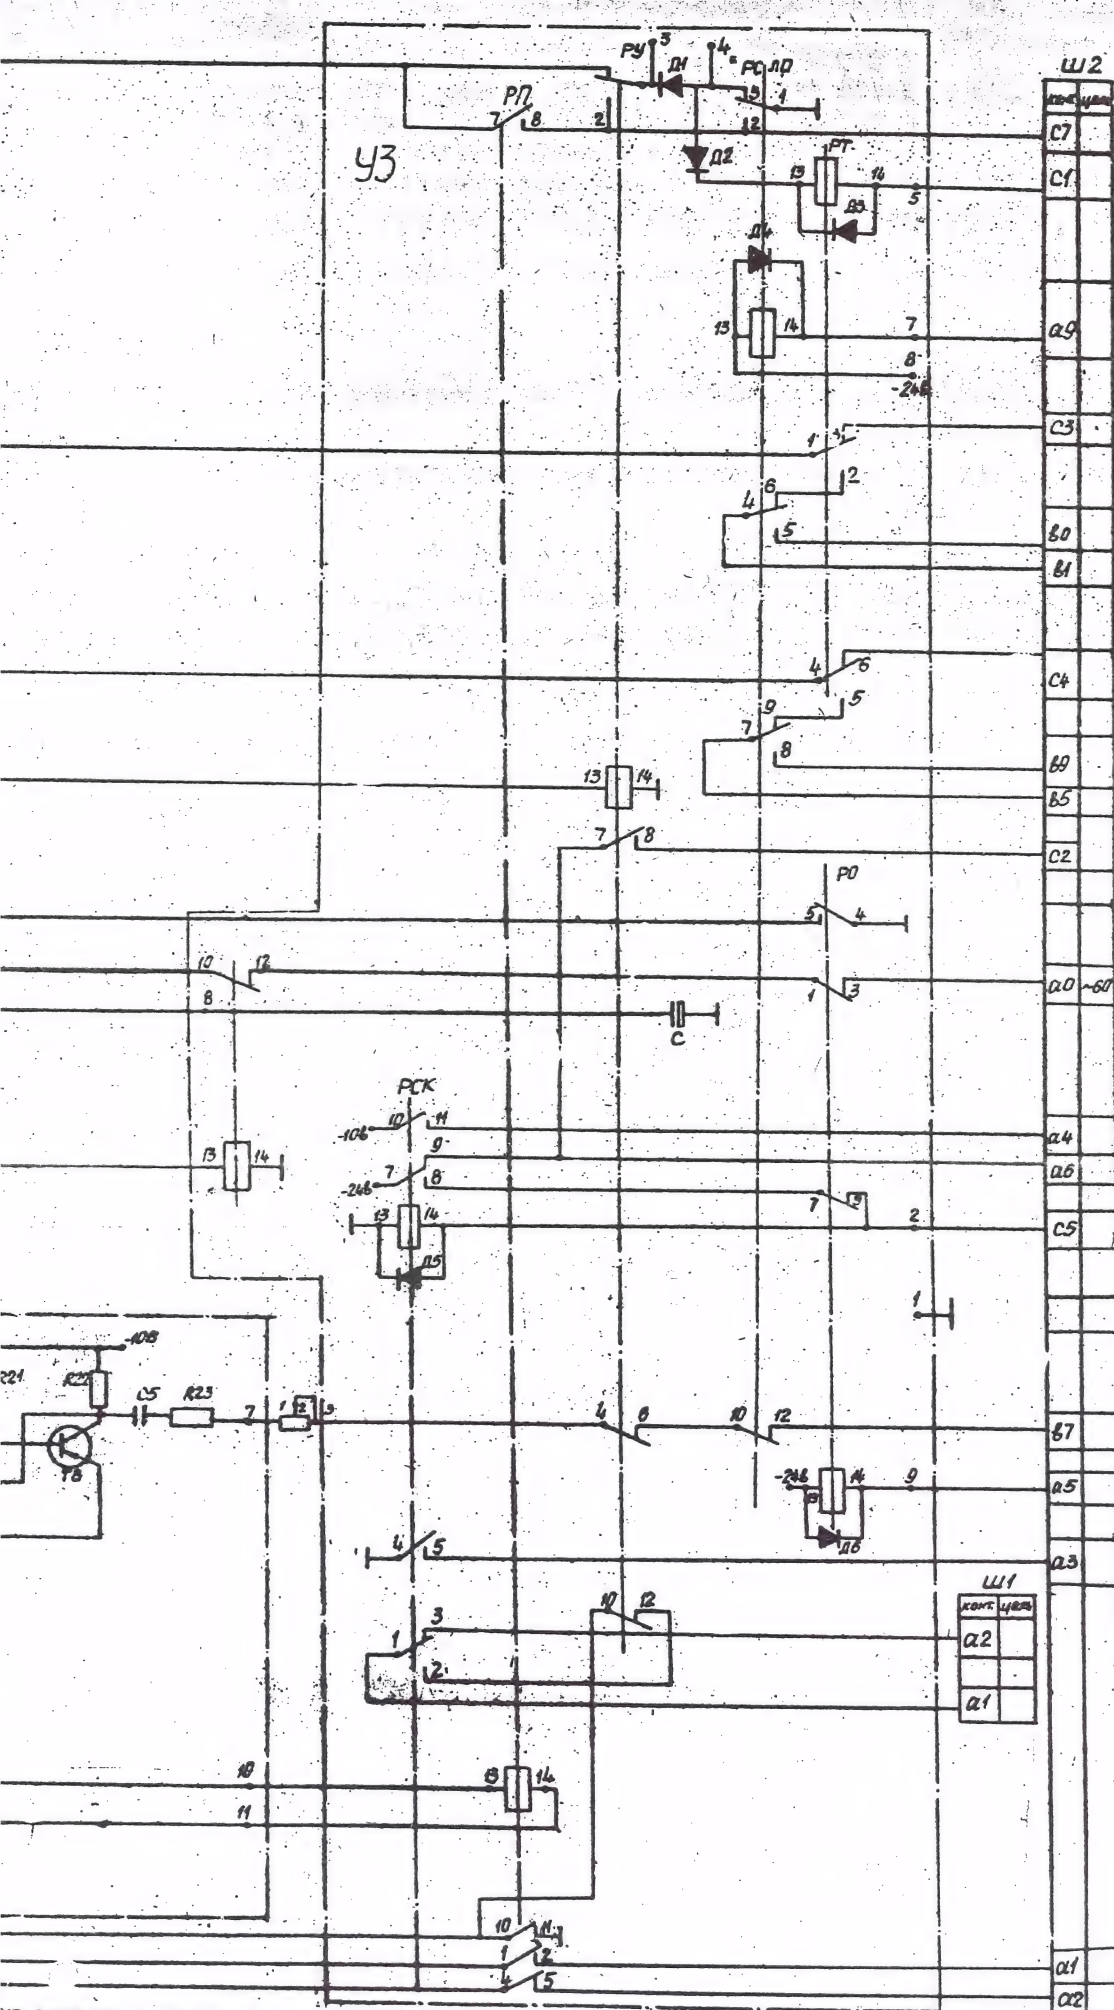 РУ 3 Д1 4 РС ЛО Ш2
3 1 конт. цепь
РП 7 8 2 12 С7
У3 Д2 РТ
13 14 5 С1
Д3
Д4
13 14 7 а9
8
-24В
1 С3
6 2
4
5 в0
в1
4 6 С4
9 5
7
8 в9
13 14 в5
7 8 С2
РО
5 4
10 12
1 3 а0 ~60
8
С
РСК
-10В 10 11 а4
9
13 14 7 а6
-24В 8 7 9
13 14 2 С5
Д5
1
-10В
R21 R22 С5 R23 7 1 2 3
4 6 10 12 в7
Т8
-24В 13 14 9 а5
Д6
4 5 а3
Ш1
10 12 конт. цепь
3 а2
1
2 а1
10 13 14
11
10 11
1 2 а1
4 5 а2